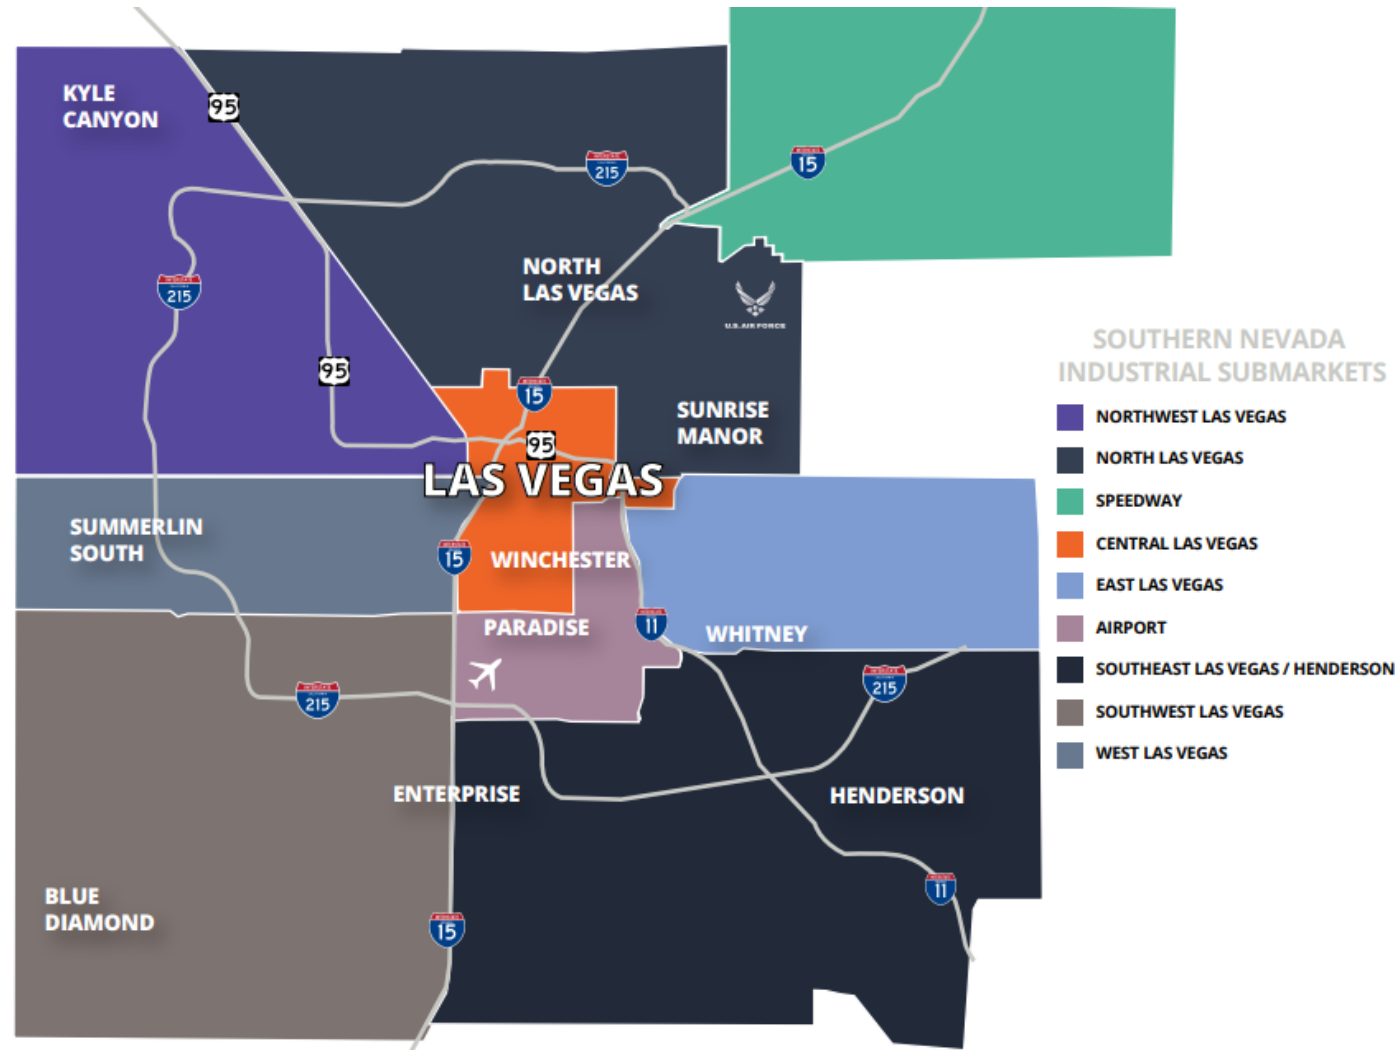 KYLE
CANYON
95
215
15
215
NORTH
LAS VEGAS
U.S. AIR FORCE
95
15
SUNRISE
MANOR
95
LAS VEGAS
SUMMERLIN
SOUTH
15
WINCHESTER
PARADISE
11
WHITNEY
215
215
ENTERPRISE
HENDERSON
BLUE
DIAMOND
11
15
SOUTHERN NEVADA
INDUSTRIAL SUBMARKETS
NORTHWEST LAS VEGAS
NORTH LAS VEGAS
SPEEDWAY
CENTRAL LAS VEGAS
EAST LAS VEGAS
AIRPORT
SOUTHEAST LAS VEGAS / HENDERSON
SOUTHWEST LAS VEGAS
WEST LAS VEGAS